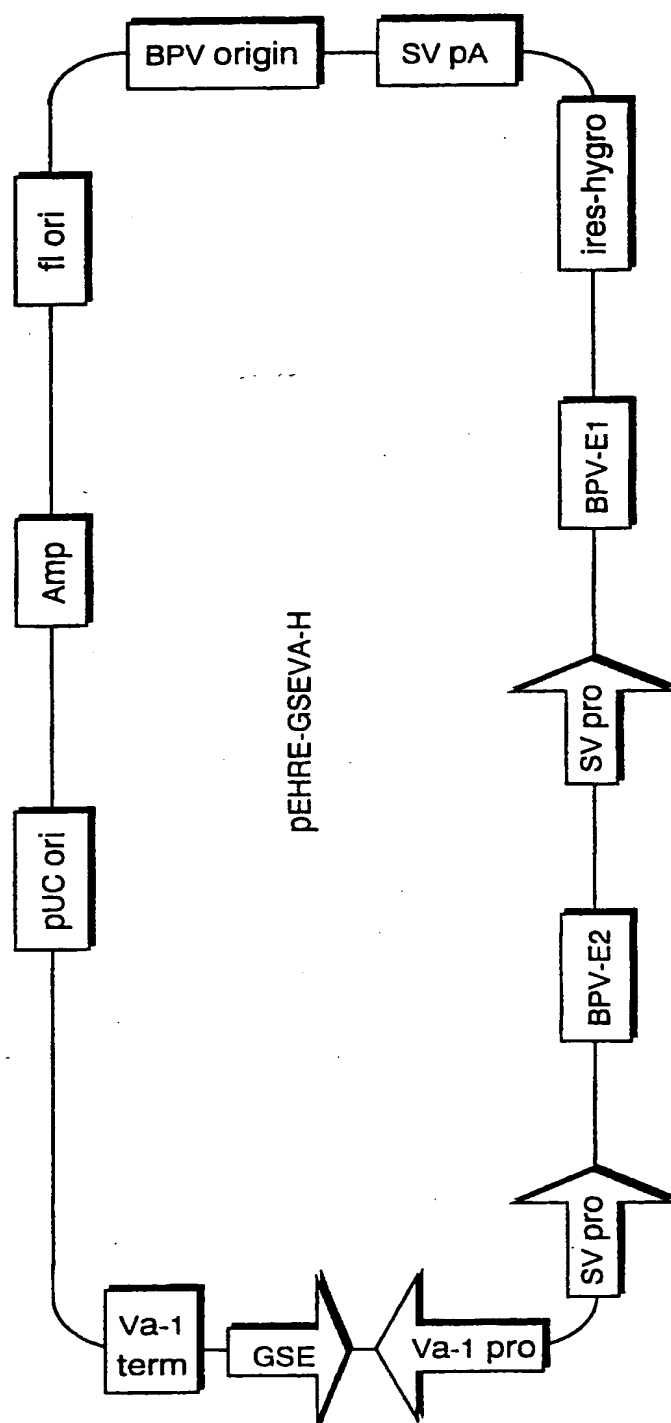 BPV origin
SV pA
fl ori
ires-hygro
Amp
BPV-E1
pEHRE-GSEVA-H
SV pro
pUC ori
BPV-E2
SV pro
Va-1
term
GSE
Va-1 pro